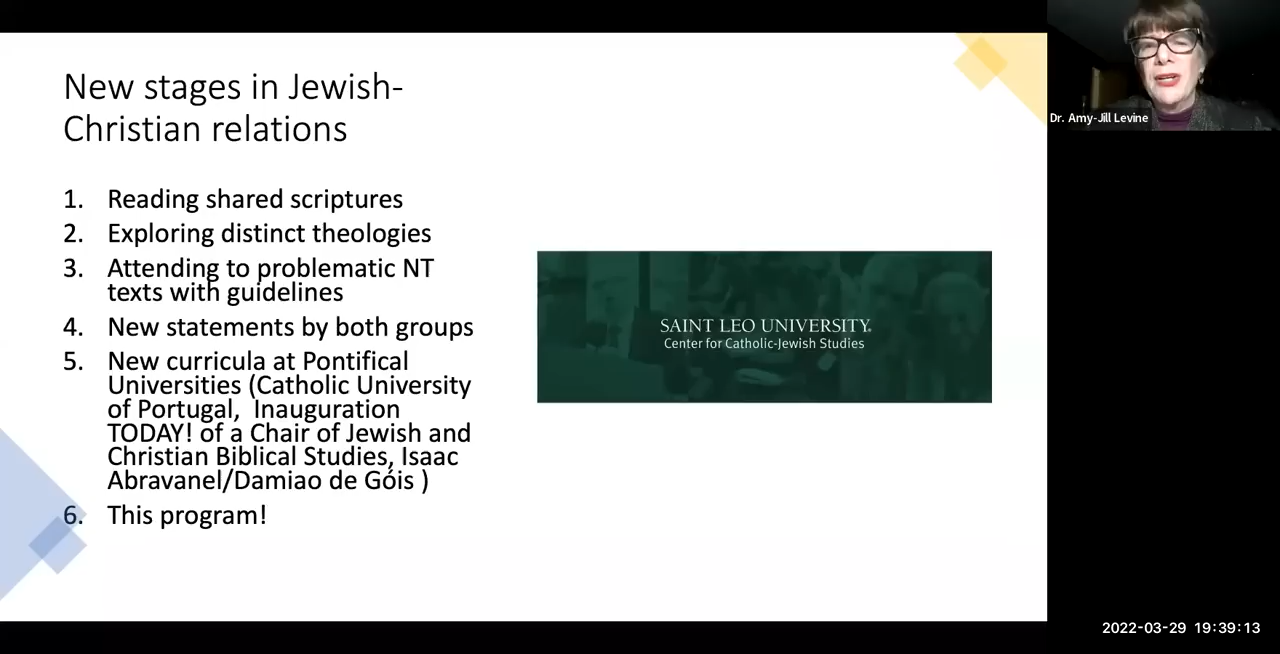 New stages in Jewish-
Christian relations
1. Reading shared scriptures
2. Exploring distinct theologies
3. Attending to problematic NT
texts with guidelines
4. New statements by both groups
5. New curricula at Pontifical
Universities (Catholic University
of Portugal, Inauguration
TODAY! of a Chair of Jewish and
Christian Biblical Studies, Isaac
Abravanel/Damiao de Góis )
6. This program!
SAINT LEO UNIVERSITY®
Center for Catholic-Jewish Studies
Dr. Amy-Jill Levine
2022-03-29 19:39:13